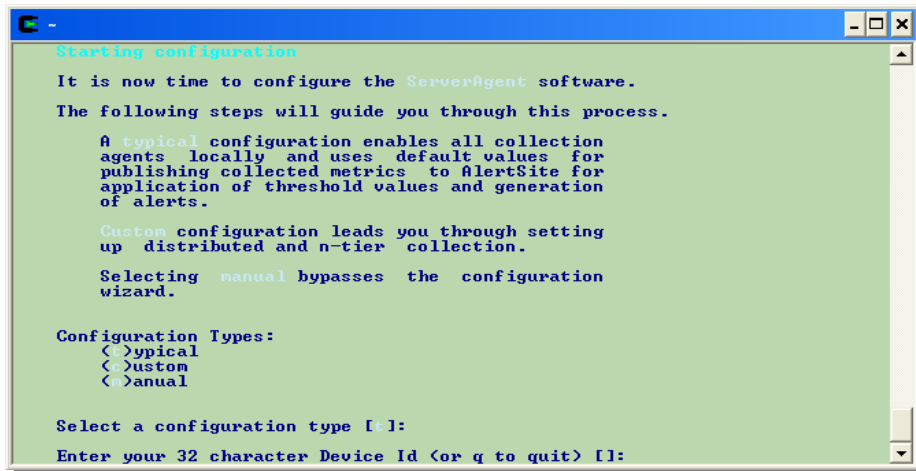 ~
Starting configuration
It is now time to configure the ServerAgent software.
The following steps will guide you through this process.
A typical configuration enables all collection
agents locally and uses default values for
publishing collected metrics to AlertSite for
application of threshold values and generation
of alerts.
Custom configuration leads you through setting
up distributed and n-tier collection.
Selecting manual bypasses the configuration
wizard.
Configuration Types:
(t)ypical
(c)ustom
(m)anual
Select a configuration type [t]:
Enter your 32 character Device Id (or q to quit) []: